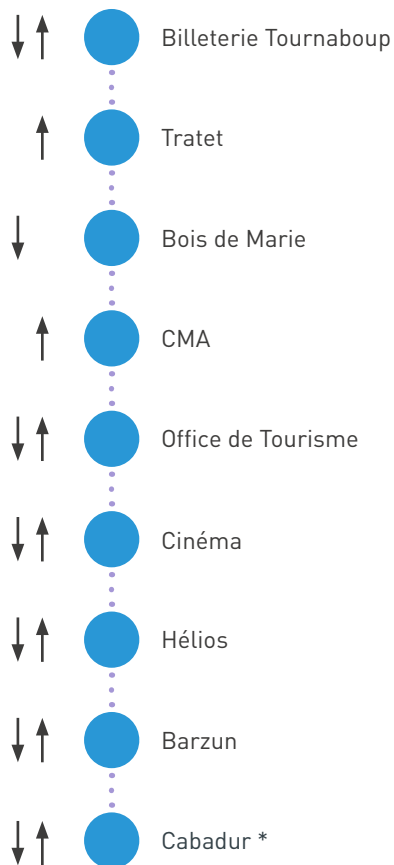 Billeterie Tournaboup
Tratet
Bois de Marie
CMA
Office de Tourisme
Cinéma
Hélios
Barzun
Cabadur *